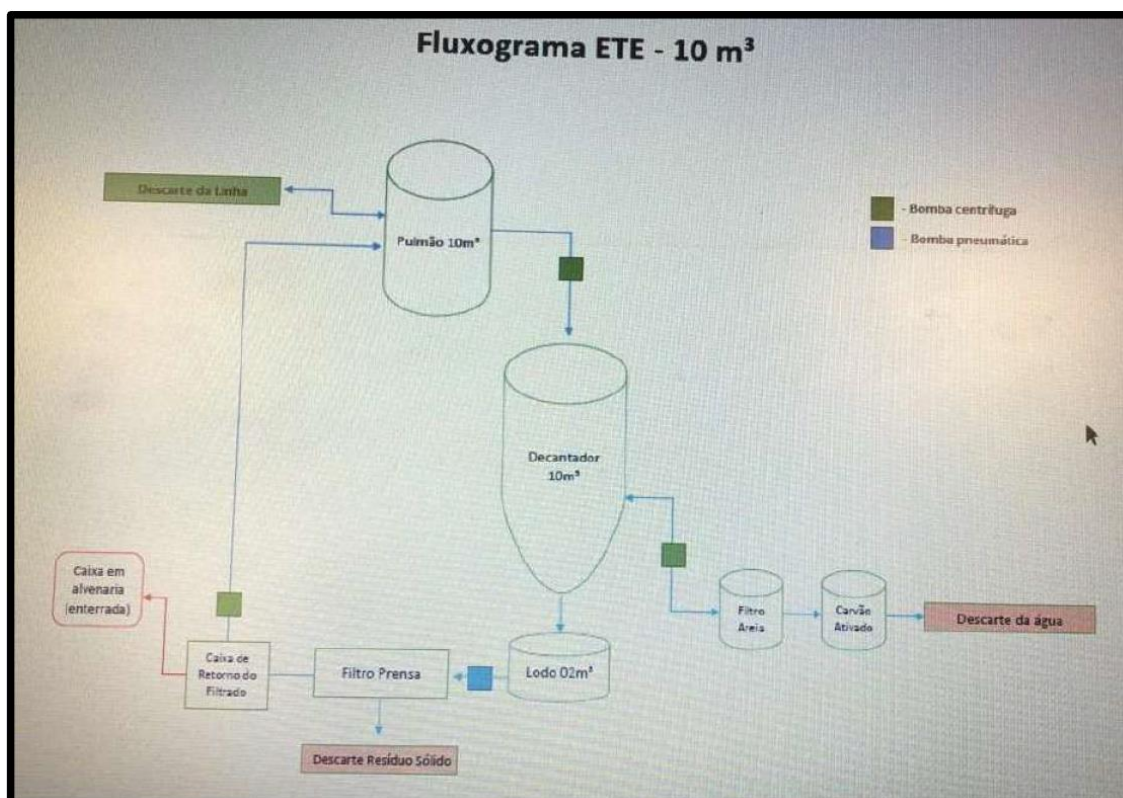 Fluxograma ETE - 10 m³
Descarte da Linha
Pulmão 10m³
- Bomba centrífuga
- Bomba pneumática
Decantador
10m³
Caixa em
alvenaria
(enterrada)
Filtro
Areia
Carvão
Ativado
Descarte da água
Caixa de
Retorno do
Filtrado
Filtro Prensa
Lodo 02m³
Descarte Resíduo Sólido